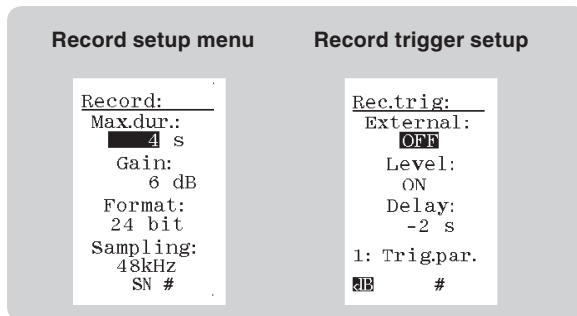 Record setup menu
Record:
Max.dur.:
4 s
Gain:
6 dB
Format:
24 bit
Sampling:
48kHz
SN #
Record trigger setup
Rec.trig:
External:
OFF
Level:
ON
Delay:
-2 s
1: Trig.par.
dB #